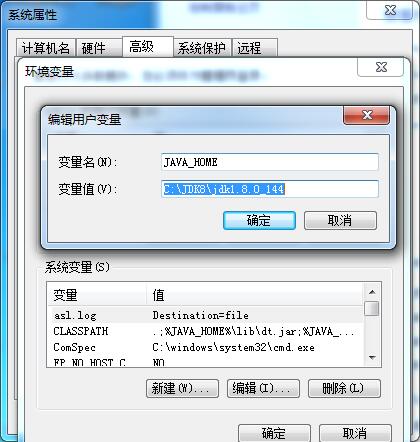 系统属性
计算机名 硬件 高级 系统保护 远程
环境变量
编辑用户变量
变量名(N): JAVA_HOME
变量值(V): C:\JDK8\jdk1.8.0_144
确定 取消
系统变量(S)
变量 值
asl.log Destination=file
CLASSPATH .;%JAVA_HOME%\lib\dt.jar;%JAVA_...
ComSpec C:\windows\system32\cmd.exe
FP_NO_HOST_C NO
新建(W)... 编辑(I)... 删除(L)
确定 取消